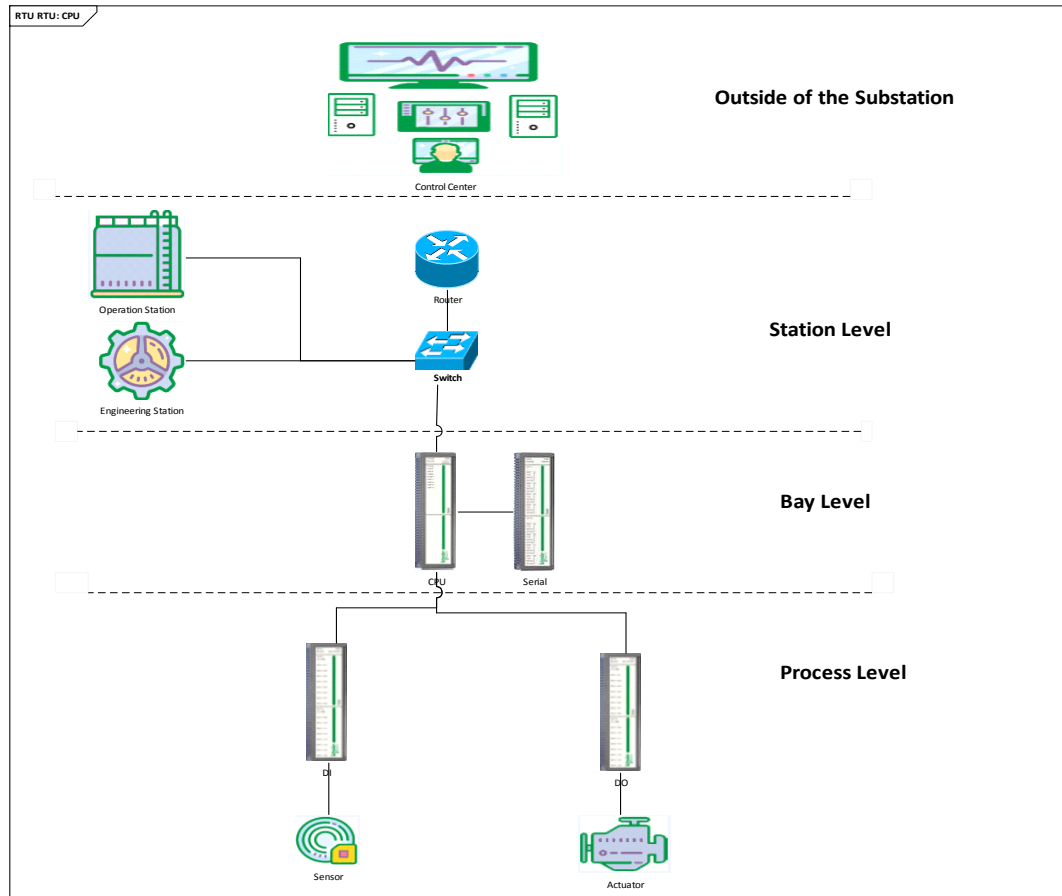 RTU RTU: CPU
Outside of the Substation
Control Center
Operation Station
Router
Station Level
Switch
Engineering Station
Bay Level
CPU
Serial
Process Level
DI
DO
Sensor
Actuator